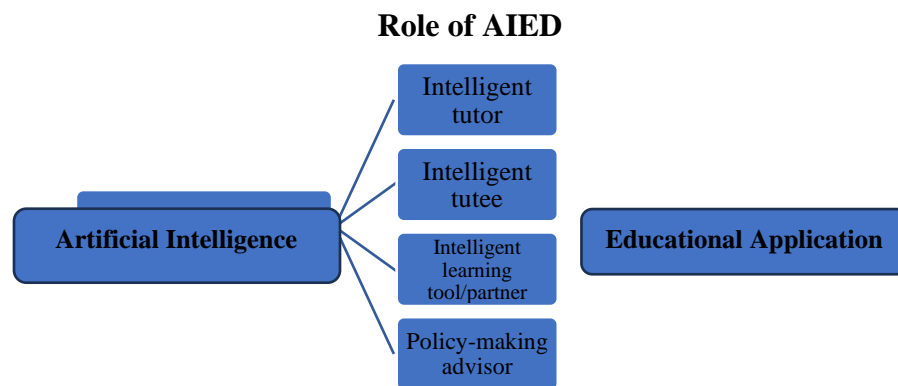 Role of AIED
Intelligent
tutor
Intelligent
tutee
Artificial Intelligence
Educational Application
Intelligent
learning
tool/partner
Policy-making
advisor